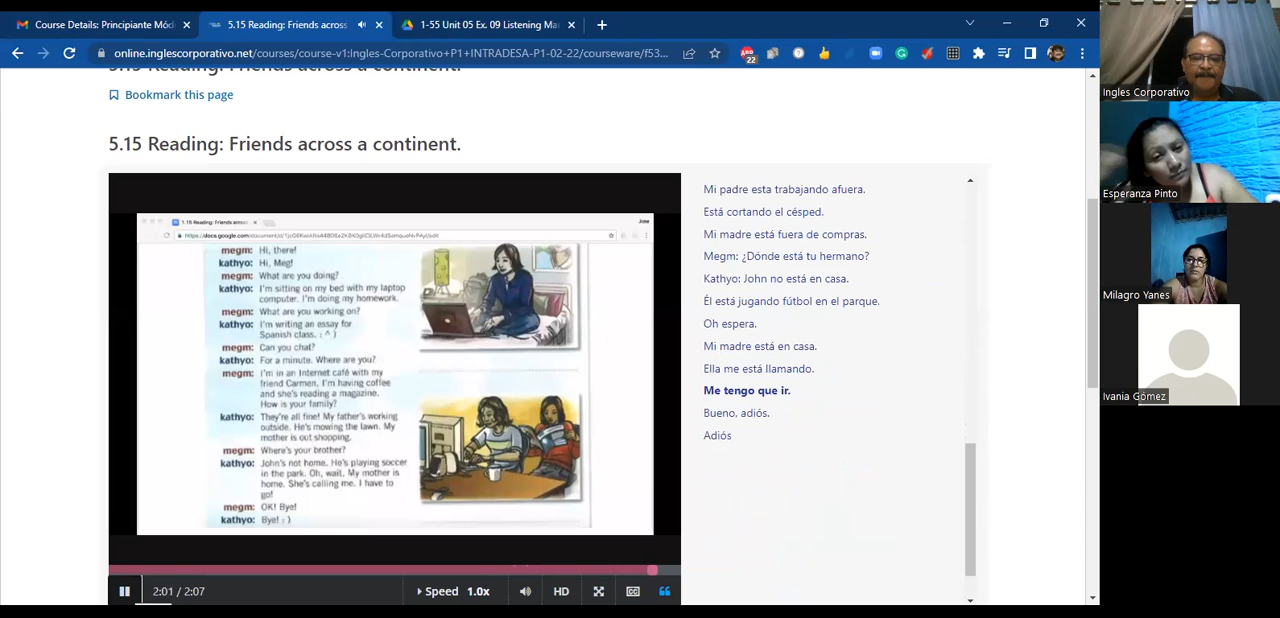 Course Details: Principiante Mód
5.15 Reading: Friends across
1-55 Unit 05 Ex. 09 Listening Ma
online.inglescorporativo.net/courses/course-v1:Ingles-Corporativo+P1+INTRADESA-P1-02-22/courseware/f53...
22
5.15 Reading: Friends across a continent.
Bookmark this page
5.15 Reading: Friends across a continent.
megm: Hi, there!
kathyo: Hi, Meg!
megm: What are you doing?
kathyo: I'm sitting on my bed with my laptop
computer. I'm doing my homework.
megm: What are you working on?
kathyo: I'm writing an essay for
Spanish class. : ^ )
megm: Can you chat?
kathyo: For a minute. Where are you?
megm: I'm in an Internet café with my
friend Carmen. I'm having coffee
and she's reading a magazine.
How is your family?
kathyo: They're all fine! My father's working
outside. He's mowing the lawn. My
mother is out shopping.
megm: Where's your brother?
kathyo: John's not home. He's playing soccer
in the park. Oh, wait. My mother is
home. She's calling me. I have to
go!
megm: OK! Bye!
kathyo: Bye! : )
Mi padre esta trabajando afuera.
Está cortando el césped.
Mi madre está fuera de compras.
Megm: ¿Dónde está tu hermano?
Kathyo: John no está en casa.
Él está jugando fútbol en el parque.
Oh espera.
Mi madre está en casa.
Ella me está llamando.
Me tengo que ir.
Bueno, adiós.
Adiós
2:01 / 2:07
Speed 1.0x
HD
Ingles Corporativo
Esperanza Pinto
Milagro Yanes
Ivania Gómez